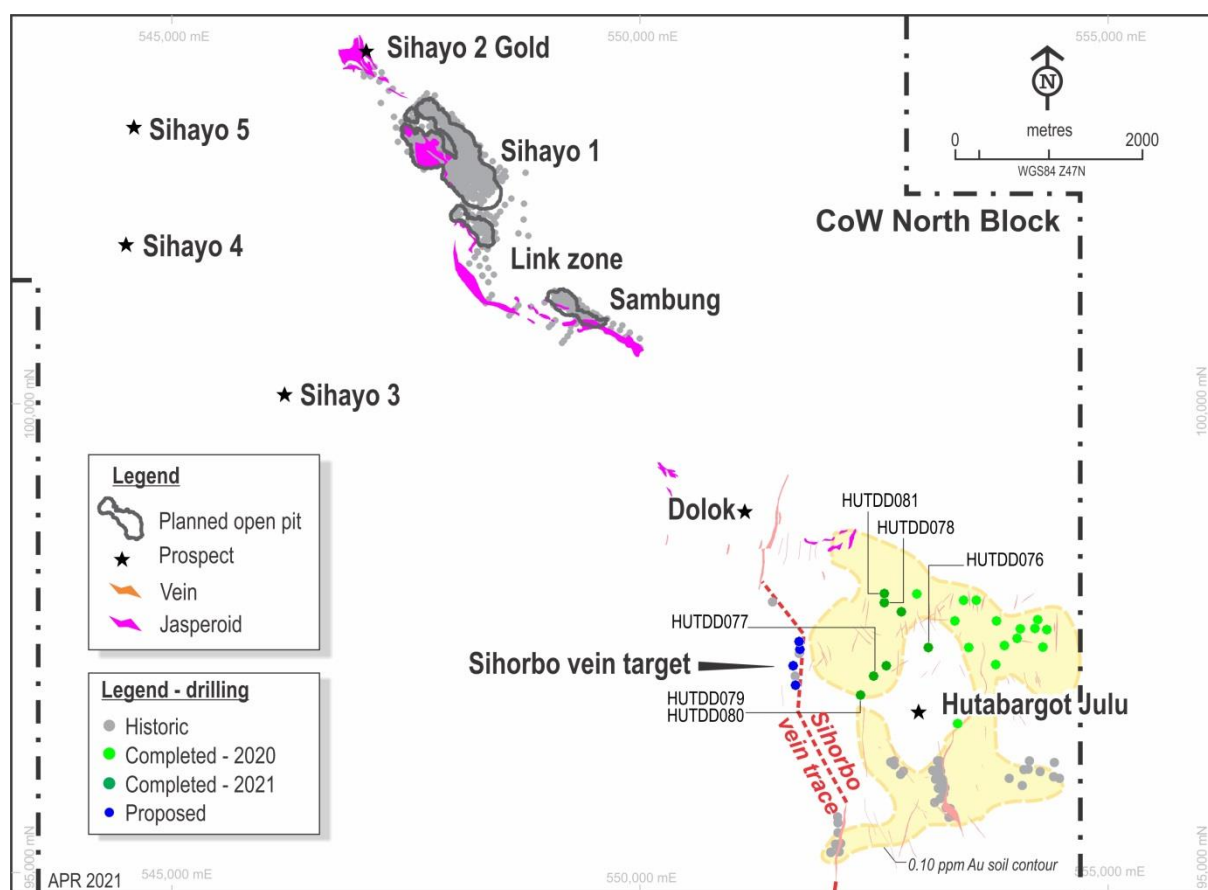 545,000 mE
550,000 mE
555,000 mE
Sihayo 2 Gold
N
0
metres
2000
WGS84 Z47N
Sihayo 5
Sihayo 1
CoW North Block
Sihayo 4
Link zone
Sambung
100,000 mN
Sihayo 3
100,000 mN
Legend
Planned open pit
Prospect
Vein
Jasperoid
Dolok
HUTDD081
HUTDD078
HUTDD076
HUTDD077
Sihorbo vein target
Legend - drilling
Historic
Completed - 2020
Completed - 2021
Proposed
HUTDD079
HUTDD080
Hutabargot Julu
Sihorbo
vein trace
0.10 ppm Au soil contour
95,000 mN
95,000 mN
APR 2021
545,000 mE
550,000 mE
555,000 mE